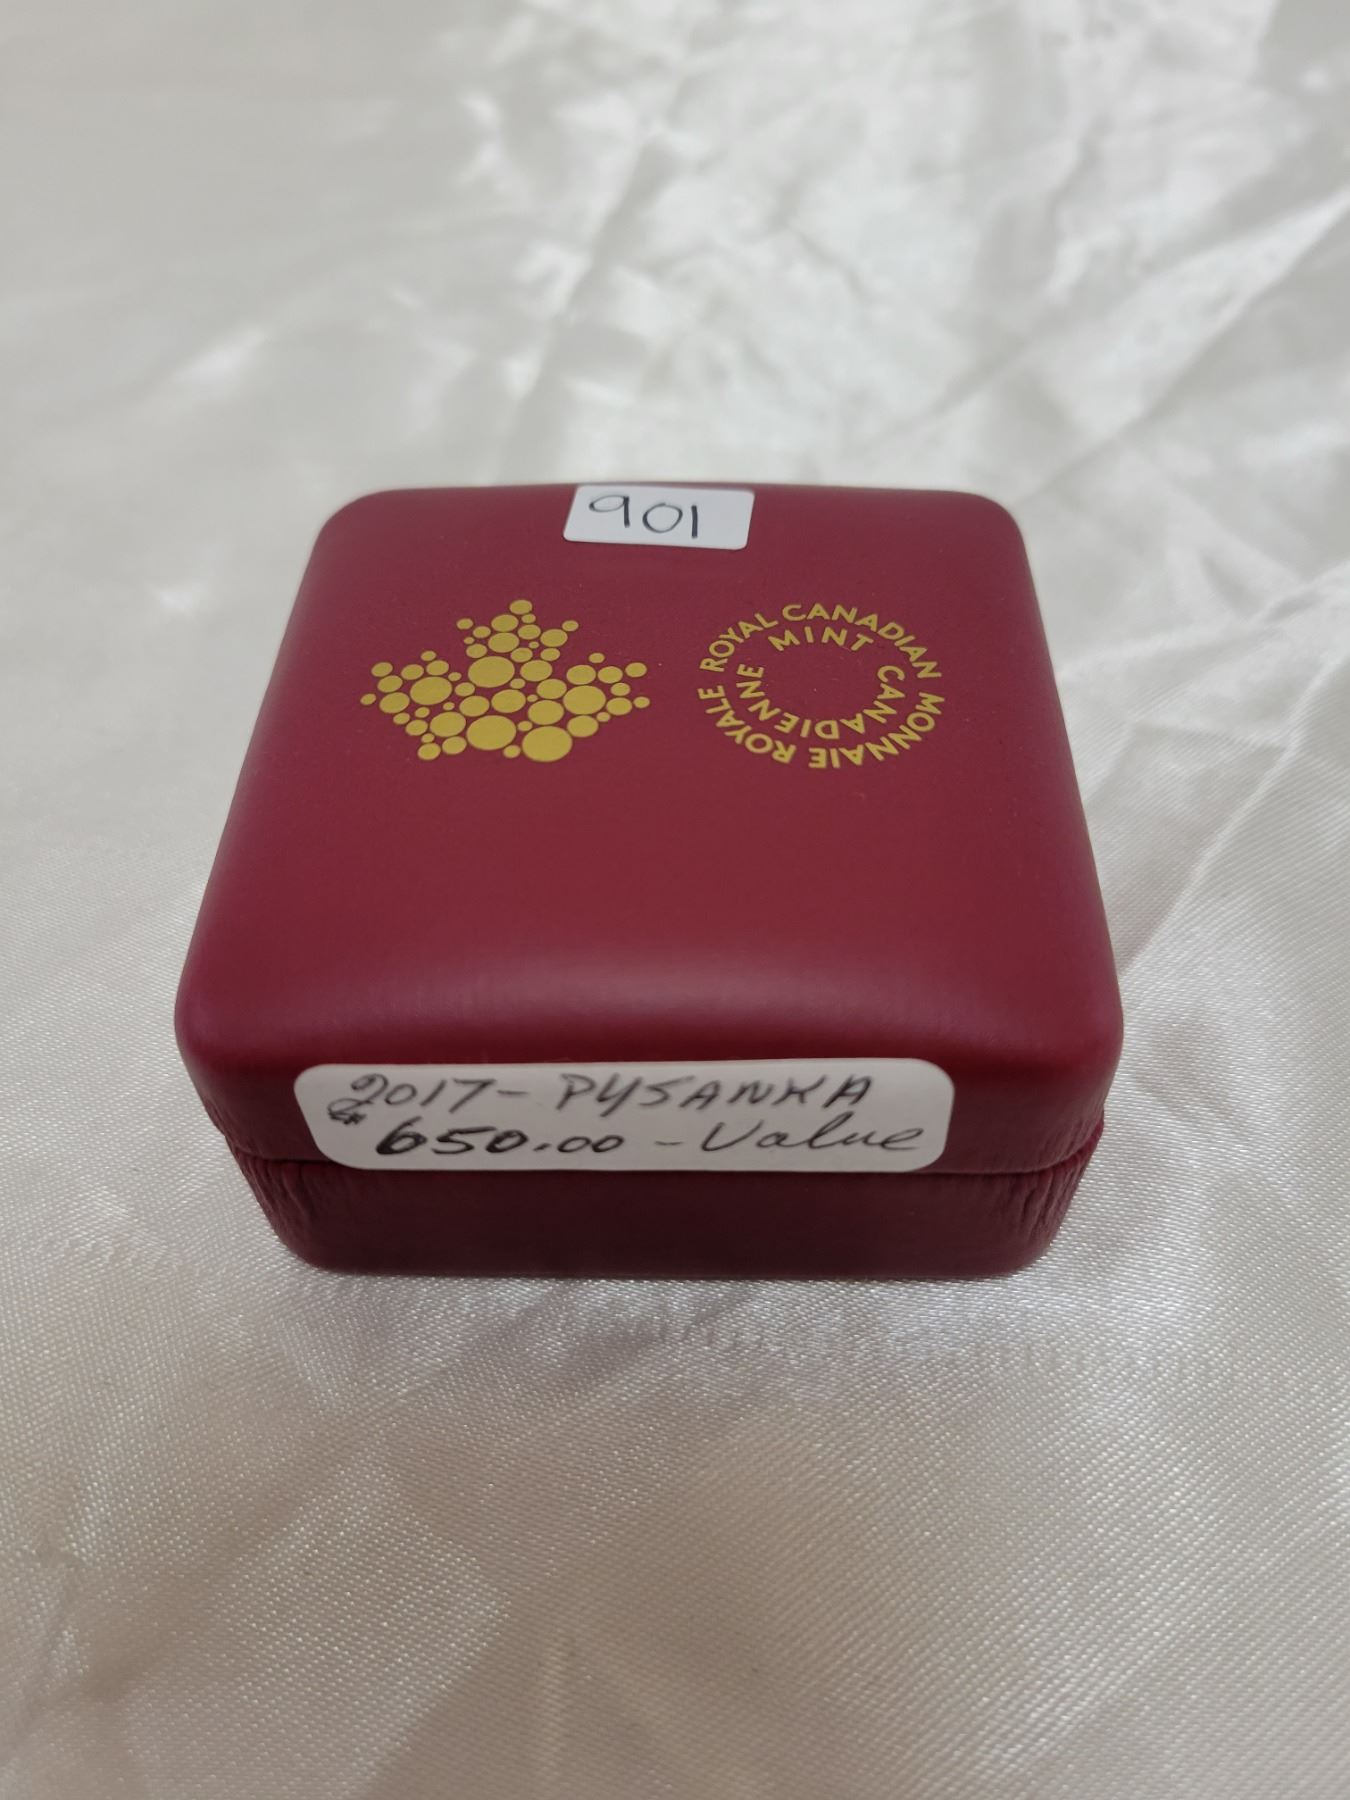 901
ROYAL CANADIAN MONNAIE ROYALE
MINT CANADIENNE
2017- PYSANKA
$650.00 - Value